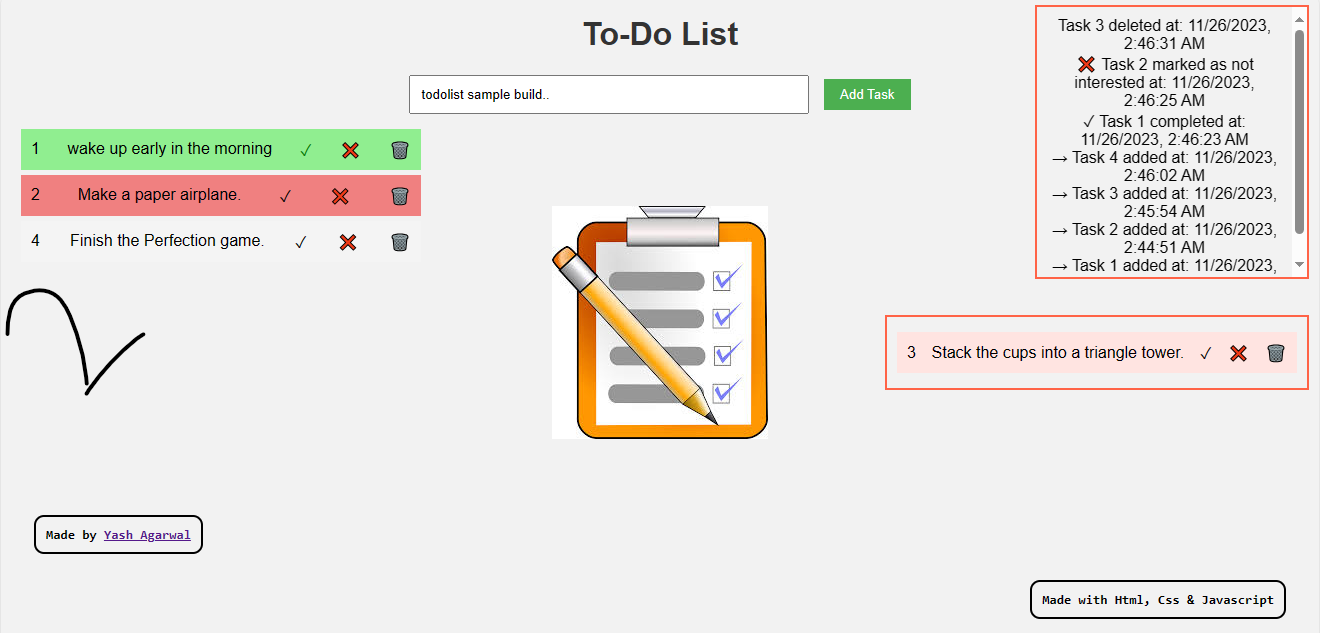 To-Do List
todolist sample build..
Add Task
1 wake up early in the morning ✓ ❌
2 Make a paper airplane. ✓ ❌
4 Finish the Perfection game. ✓ ❌
Task 3 deleted at: 11/26/2023,
2:46:31 AM
❌ Task 2 marked as not
interested at: 11/26/2023,
2:46:25 AM
✓ Task 1 completed at:
11/26/2023, 2:46:23 AM
→ Task 4 added at: 11/26/2023,
2:46:02 AM
→ Task 3 added at: 11/26/2023,
2:45:54 AM
→ Task 2 added at: 11/26/2023,
2:44:51 AM
→ Task 1 added at: 11/26/2023,
3 Stack the cups into a triangle tower. ✓ ❌
Made by Yash Agarwal
Made with Html, Css & Javascript